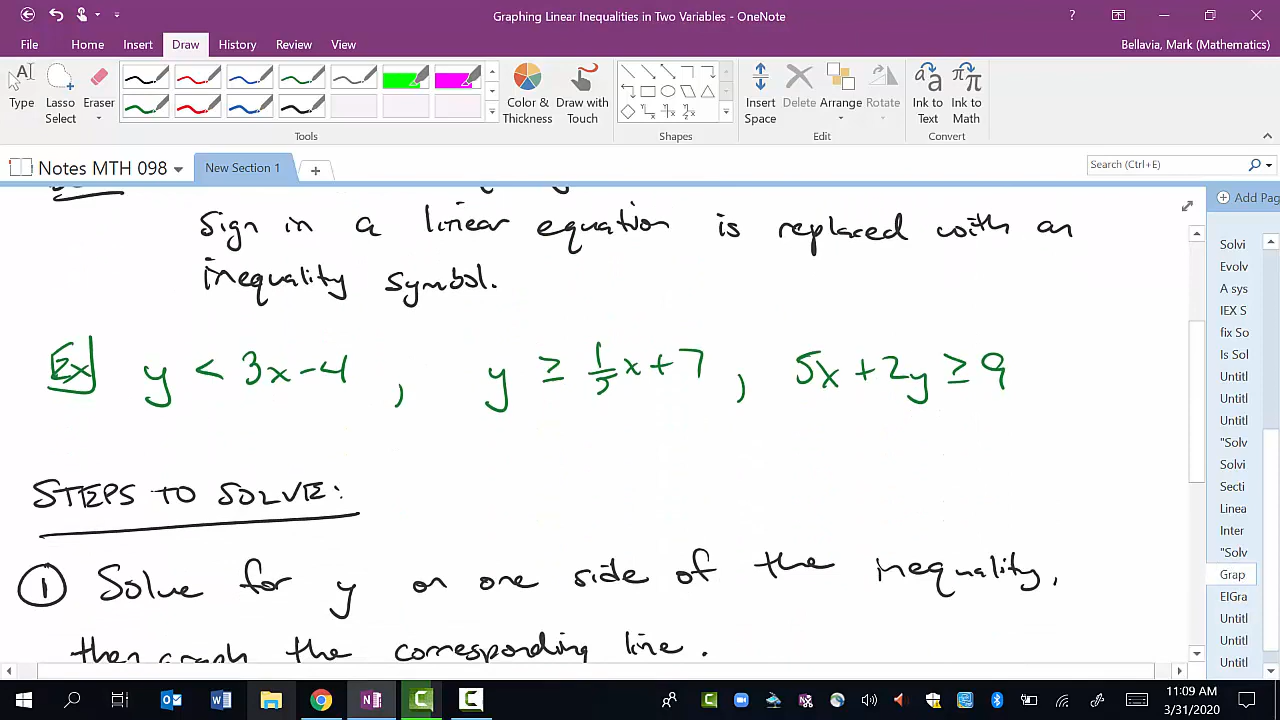 Graphing Linear Inequalities in Two Variables - OneNote
?
File Home Insert Draw History Review View
Bellavia, Mark (Mathematics)
Type
Lasso Select
Eraser
Color & Thickness
Draw with Touch
Insert Space
Delete
Arrange
Rotate
Ink to Text
Ink to Math
Tools
Shapes
Edit
Convert
Notes MTH 098
New Section 1
Search (Ctrl+E)
Add Pag
sign in a linear equation is replaced with an
inequality symbol.
Ex y < 3x-4 , y ≥ 1/5x+7 , 5x+2y ≥ 9
STEPS TO SOLVE:
① Solve for y on one side of the inequality,
then graph the corresponding line.
Solvi
Evolv
A sys
IEX S
fix So
Is Sol
Untitl
Untitl
Untitl
"Solv
Solvi
Secti
Linea
Inter
"Solv
Grap
ElGra
Untitl
Untitl
Untitl
11:09 AM
3/31/2020